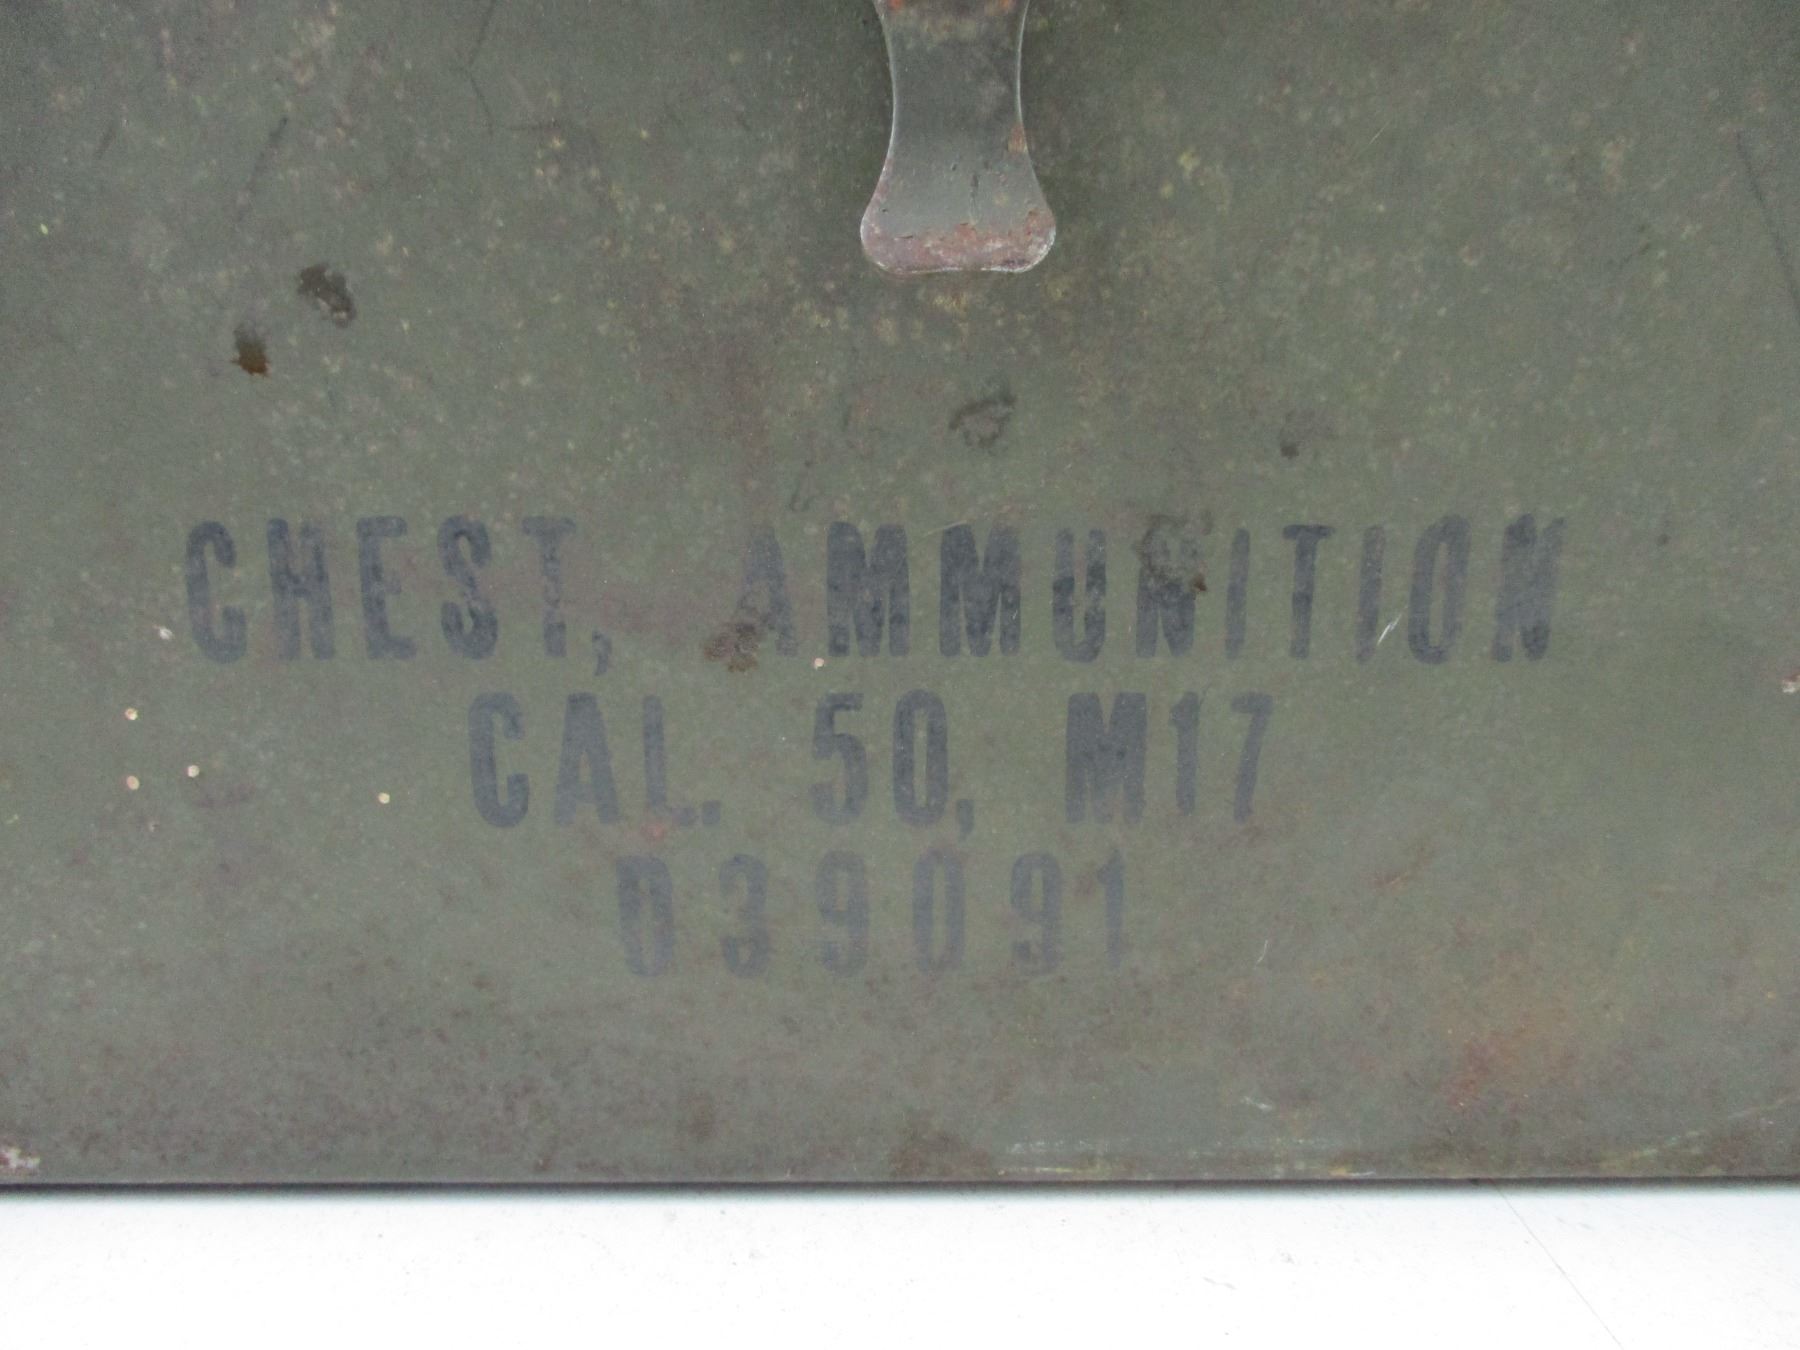 CHEST, AMMUNITION
CAL. 50, M17
D39091